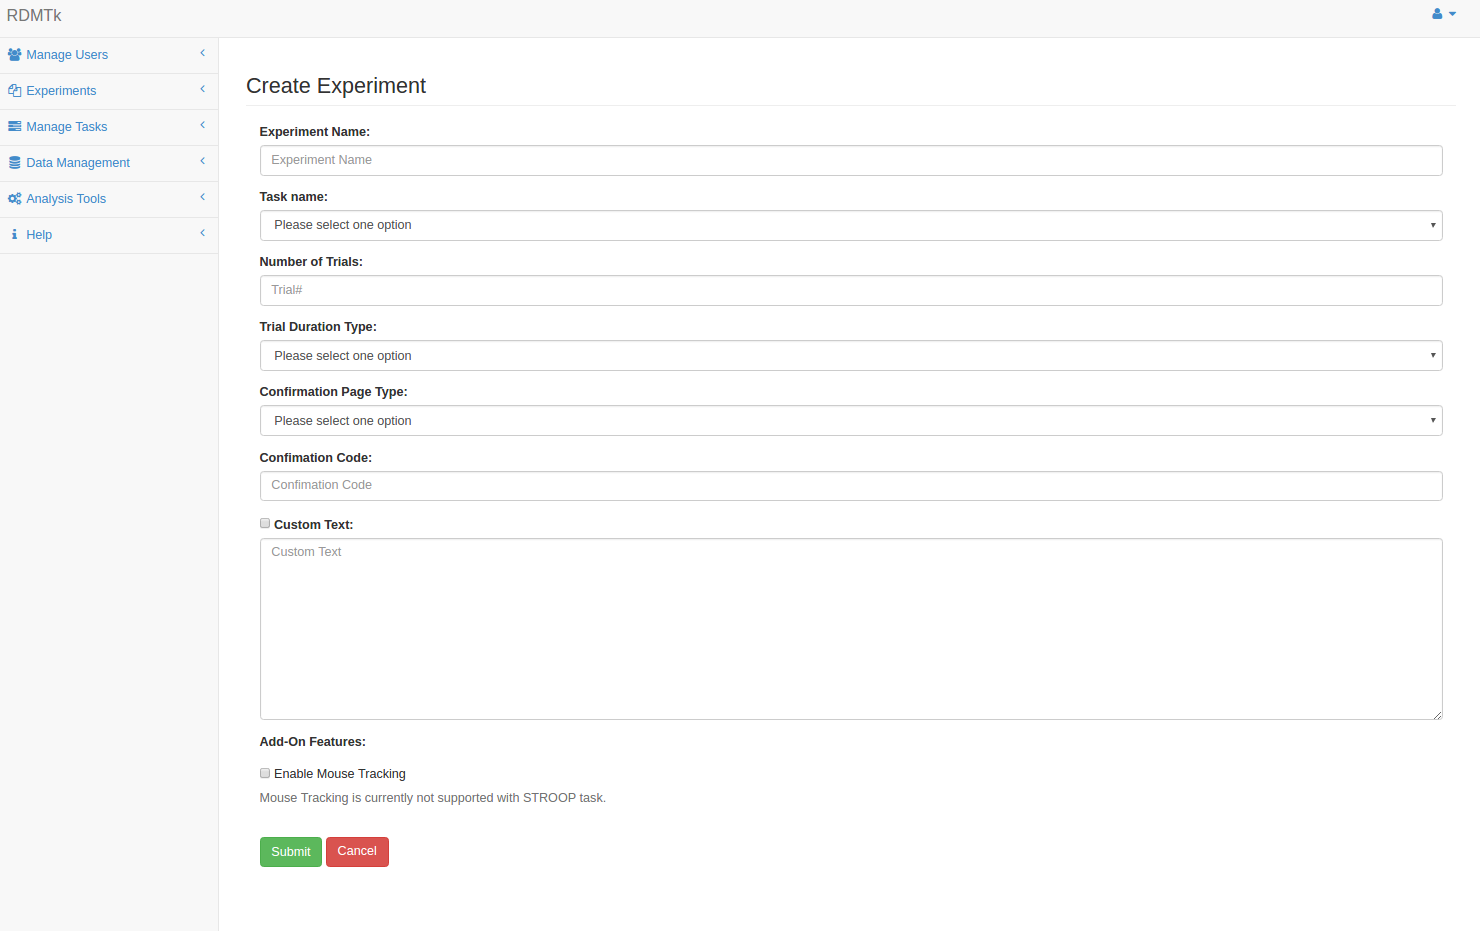 RDMTk
Manage Users
Experiments
Manage Tasks
Data Management
Analysis Tools
Help
Create Experiment
Experiment Name:
Experiment Name
Task name:
Please select one option
Number of Trials:
Trial#
Trial Duration Type:
Please select one option
Confirmation Page Type:
Please select one option
Confimation Code:
Confimation Code
Custom Text:
Custom Text
Add-On Features:
Enable Mouse Tracking
Mouse Tracking is currently not supported with STROOP task.
Submit Cancel